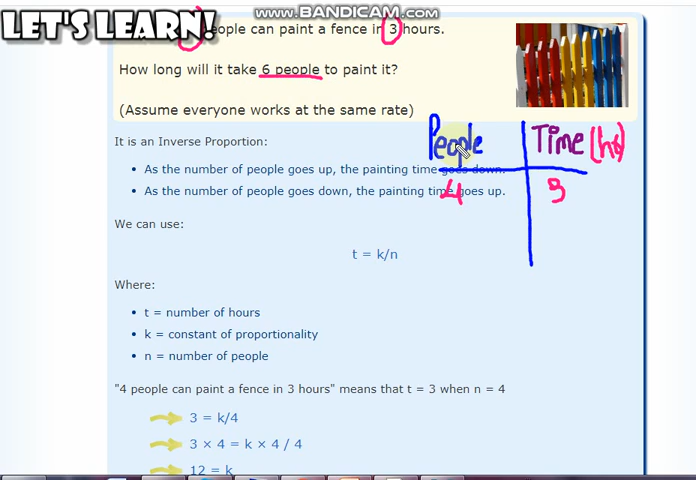 WWW.BANDICAM.COM
LET'S LEARN!
eople can paint a fence in 3 hours.
How long will it take 6 people to paint it?
(Assume everyone works at the same rate)
People Time (hs)
4 3
It is an Inverse Proportion:
• As the number of people goes up, the painting time goes down.
• As the number of people goes down, the painting time goes up.
We can use:
t = k/n
Where:
• t = number of hours
• k = constant of proportionality
• n = number of people
"4 people can paint a fence in 3 hours" means that t = 3 when n = 4
3 = k/4
3 × 4 = k × 4 / 4
12 = k